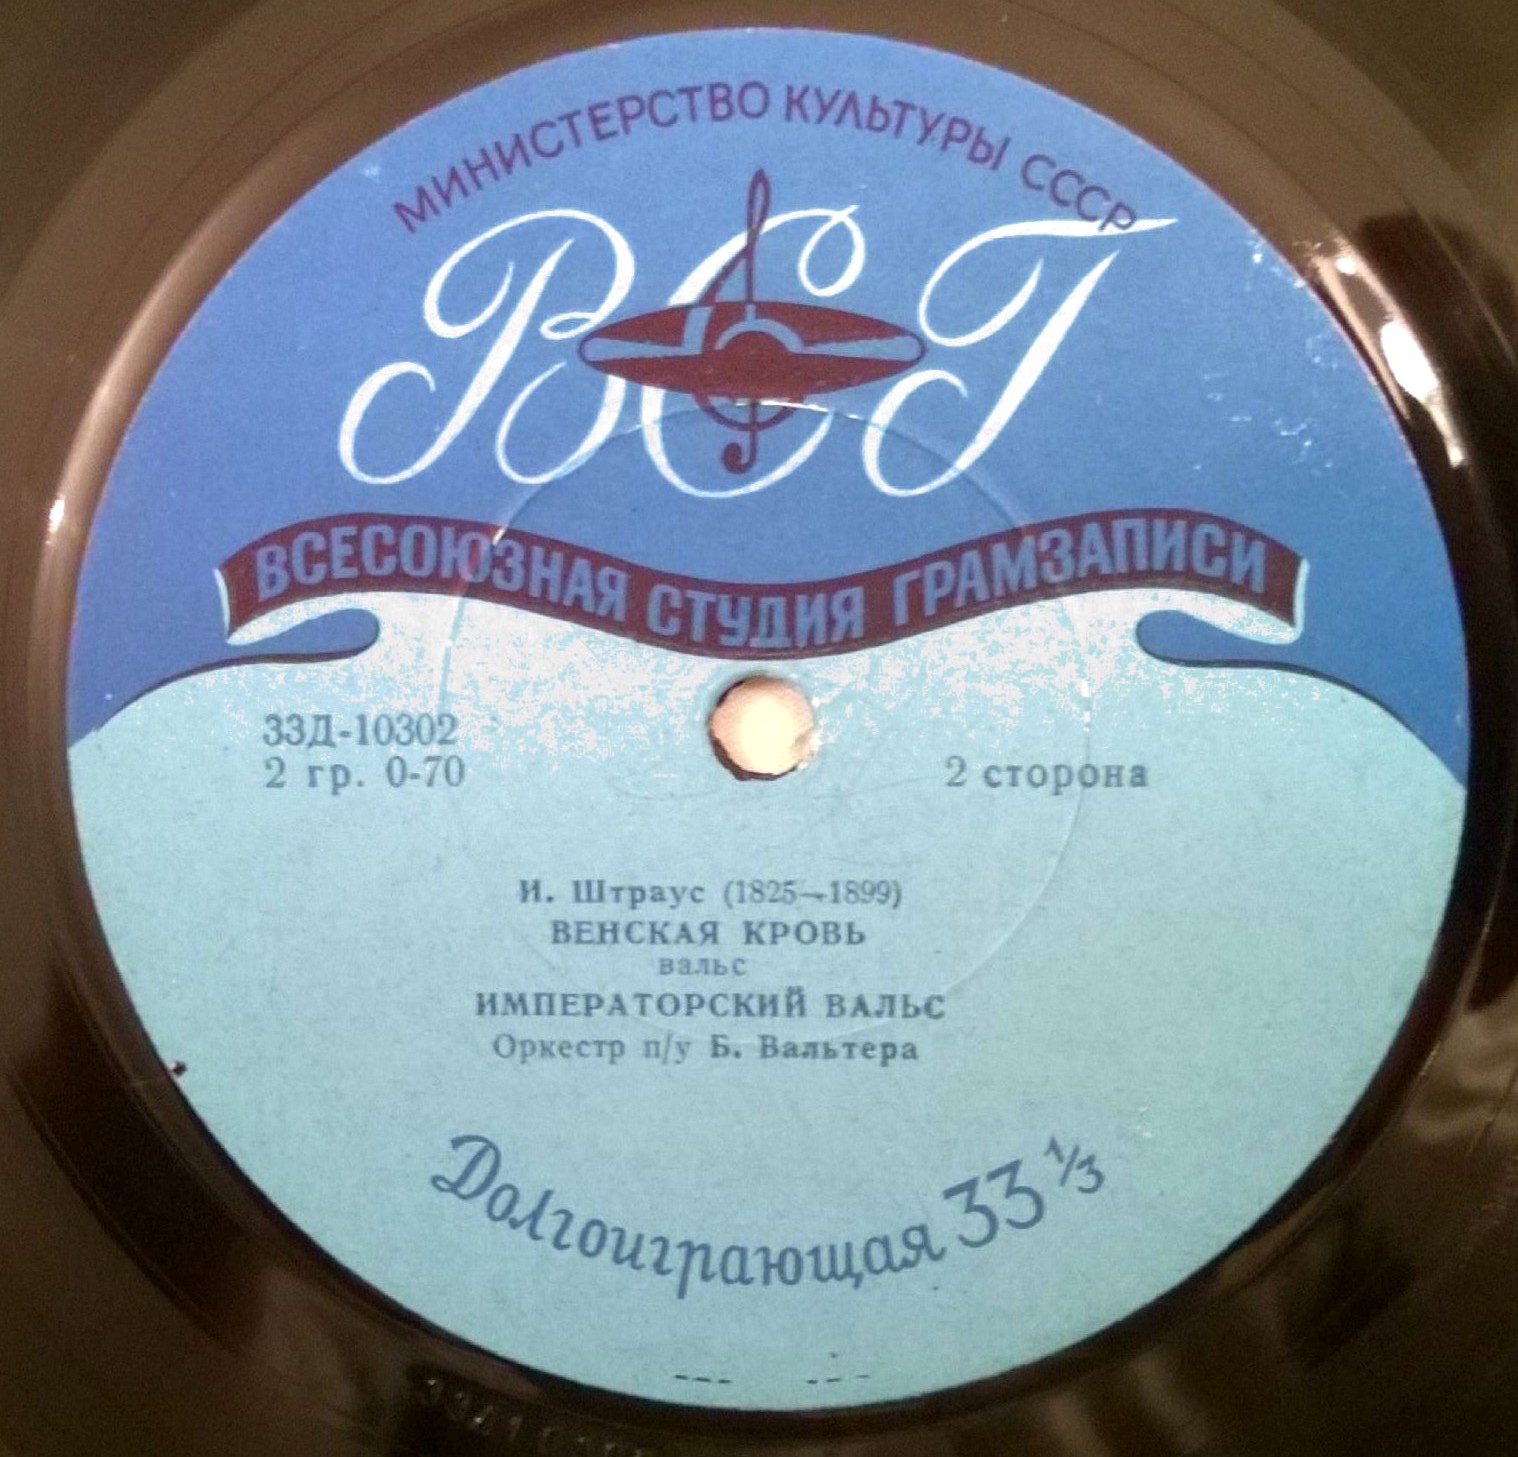 МИНИСТЕРСТВО КУЛЬТУРЫ СССР
ВСГ
ВСЕСОЮЗНАЯ СТУДИЯ ГРАМЗАПИСИ
33Д-10302
2 гр. 0-70
2 сторона
И. Штраус (1825—1899)
ВЕНСКАЯ КРОВЬ
вальс
ИМПЕРАТОРСКИЙ ВАЛЬС
Оркестр п/у Б. Вальтера
Долгоиграющая 33 1/3